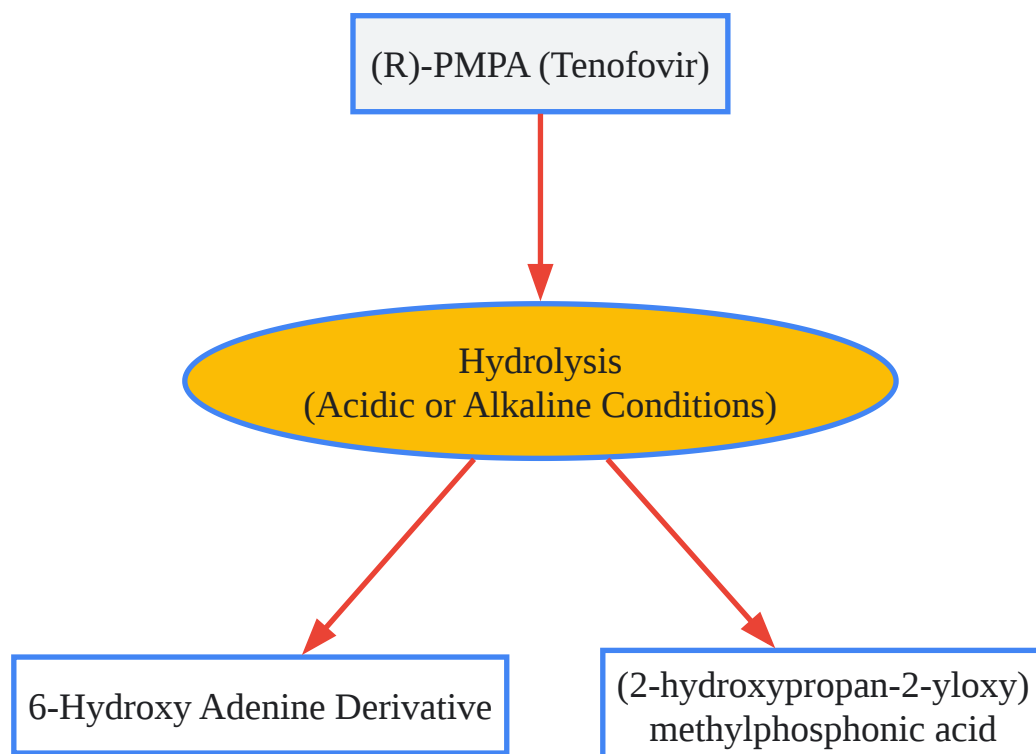 (R)-PMPA (Tenofovir)
Hydrolysis
(Acidic or Alkaline Conditions)
6-Hydroxy Adenine Derivative
(2-hydroxypropan-2-yloxy)
methylphosphonic acid